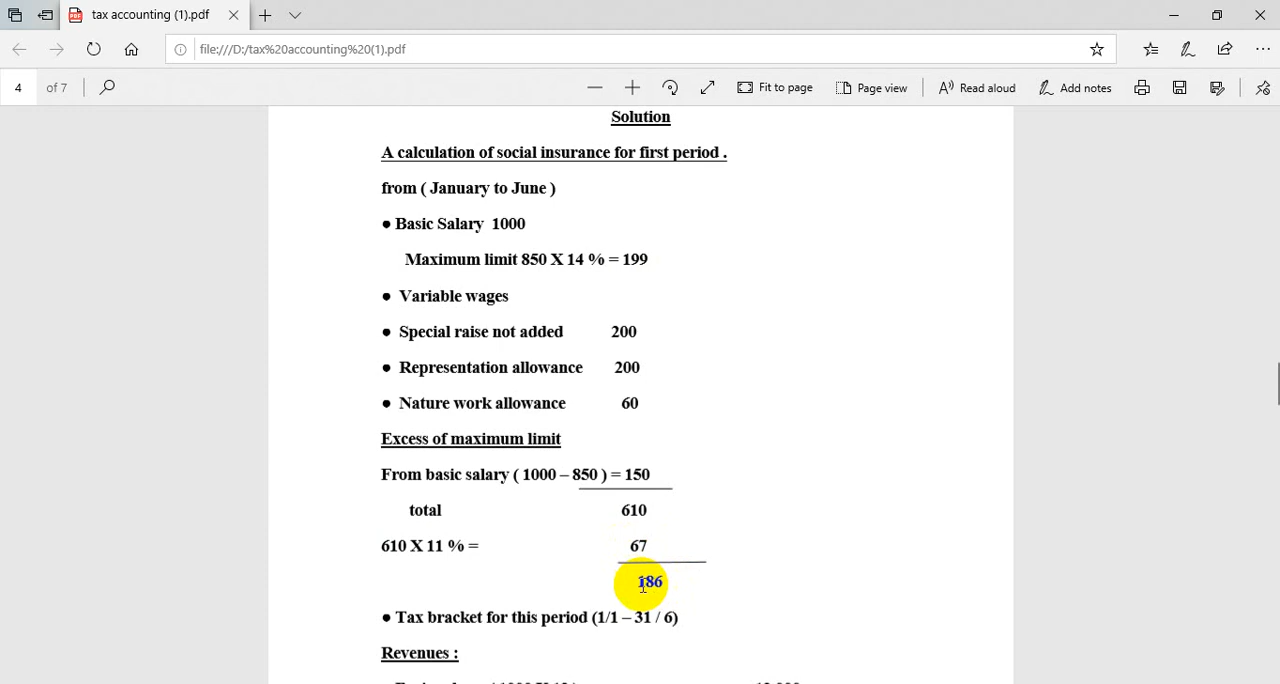 tax accounting (1).pdf
file:///D:/tax%20accounting%20(1).pdf
4 of 7 Fit to page Page view Read aloud Add notes
Solution
A calculation of social insurance for first period .
from ( January to June )
● Basic Salary 1000
Maximum limit 850 X 14 % = 199
● Variable wages
● Special raise not added 200
● Representation allowance 200
● Nature work allowance 60
Excess of maximum limit
From basic salary ( 1000 – 850 ) = 150
total 610
610 X 11 % = 67
186
● Tax bracket for this period (1/1 – 31 / 6)
Revenues :